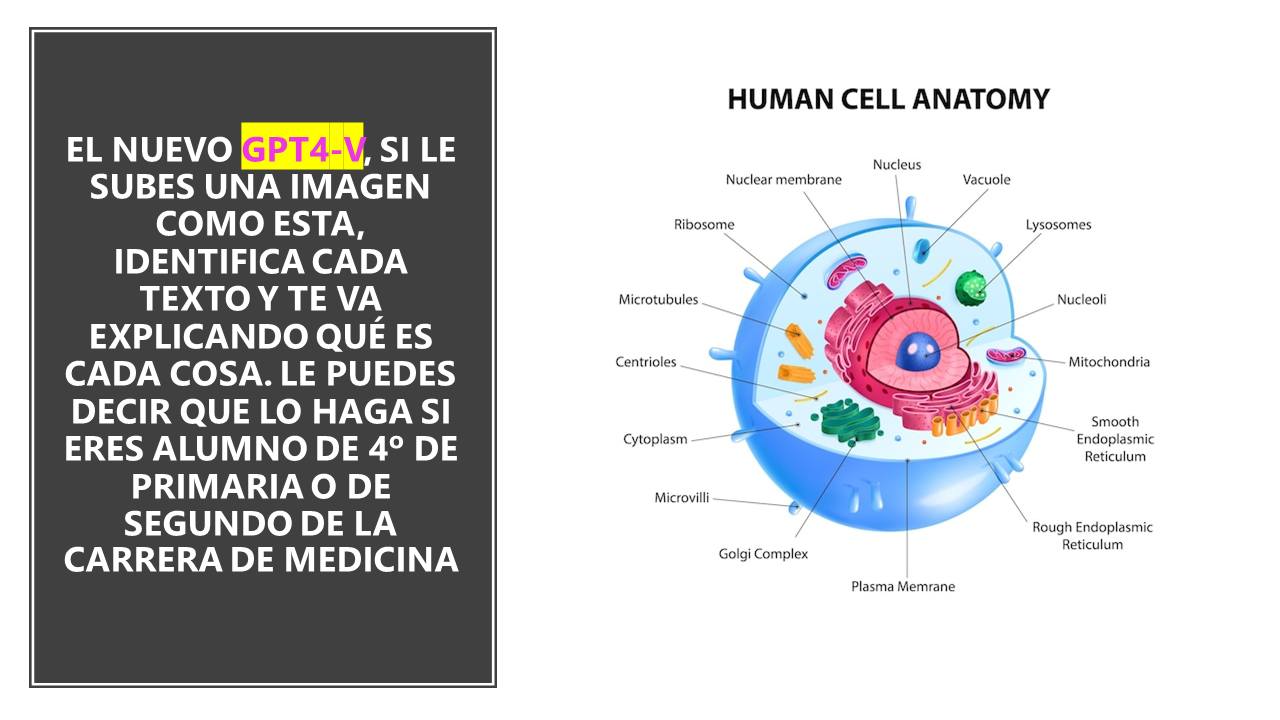 EL NUEVO GPT4-V, SI LE
SUBES UNA IMAGEN
COMO ESTA,
IDENTIFICA CADA
TEXTO Y TE VA
EXPLICANDO QUÉ ES
CADA COSA. LE PUEDES
DECIR QUE LO HAGA SI
ERES ALUMNO DE 4º DE
PRIMARIA O DE
SEGUNDO DE LA
CARRERA DE MEDICINA
HUMAN CELL ANATOMY
Nucleus
Nuclear membrane
Vacuole
Ribosome
Lysosomes
Microtubules
Nucleoli
Centrioles
Mitochondria
Cytoplasm
Smooth
Endoplasmic
Reticulum
Microvilli
Rough Endoplasmic
Reticulum
Golgi Complex
Plasma Memrane